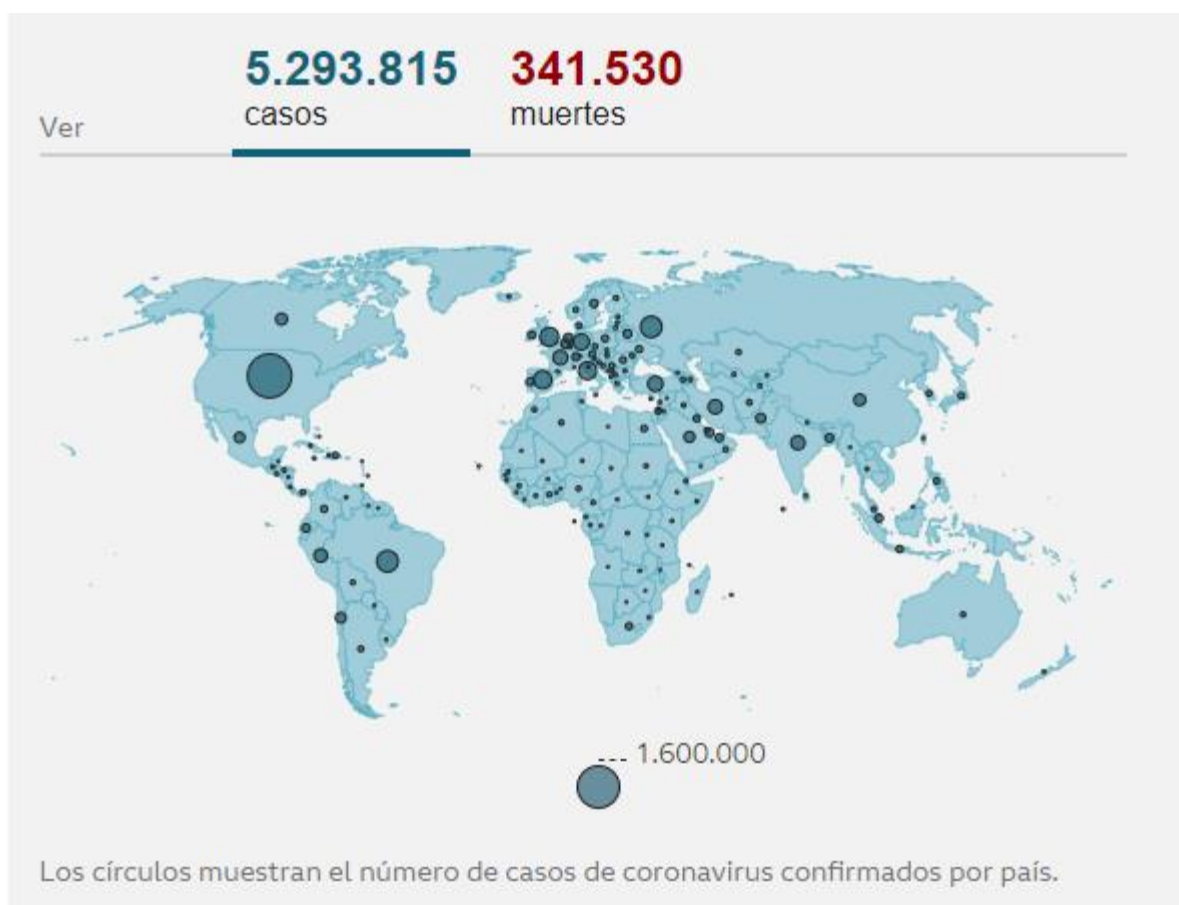 5.293.815 341.530
Ver casos muertes
1.600.000
Los círculos muestran el número de casos de coronavirus confirmados por país.